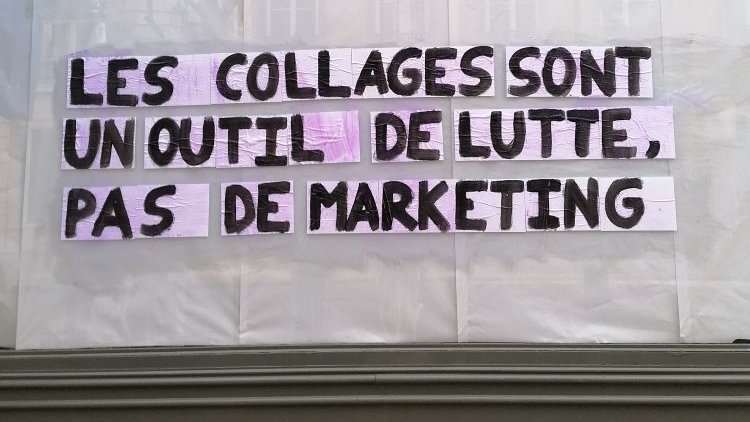 LES COLLAGES SONT
UN OUTIL DE LUTTE,
PAS DE MARKETING